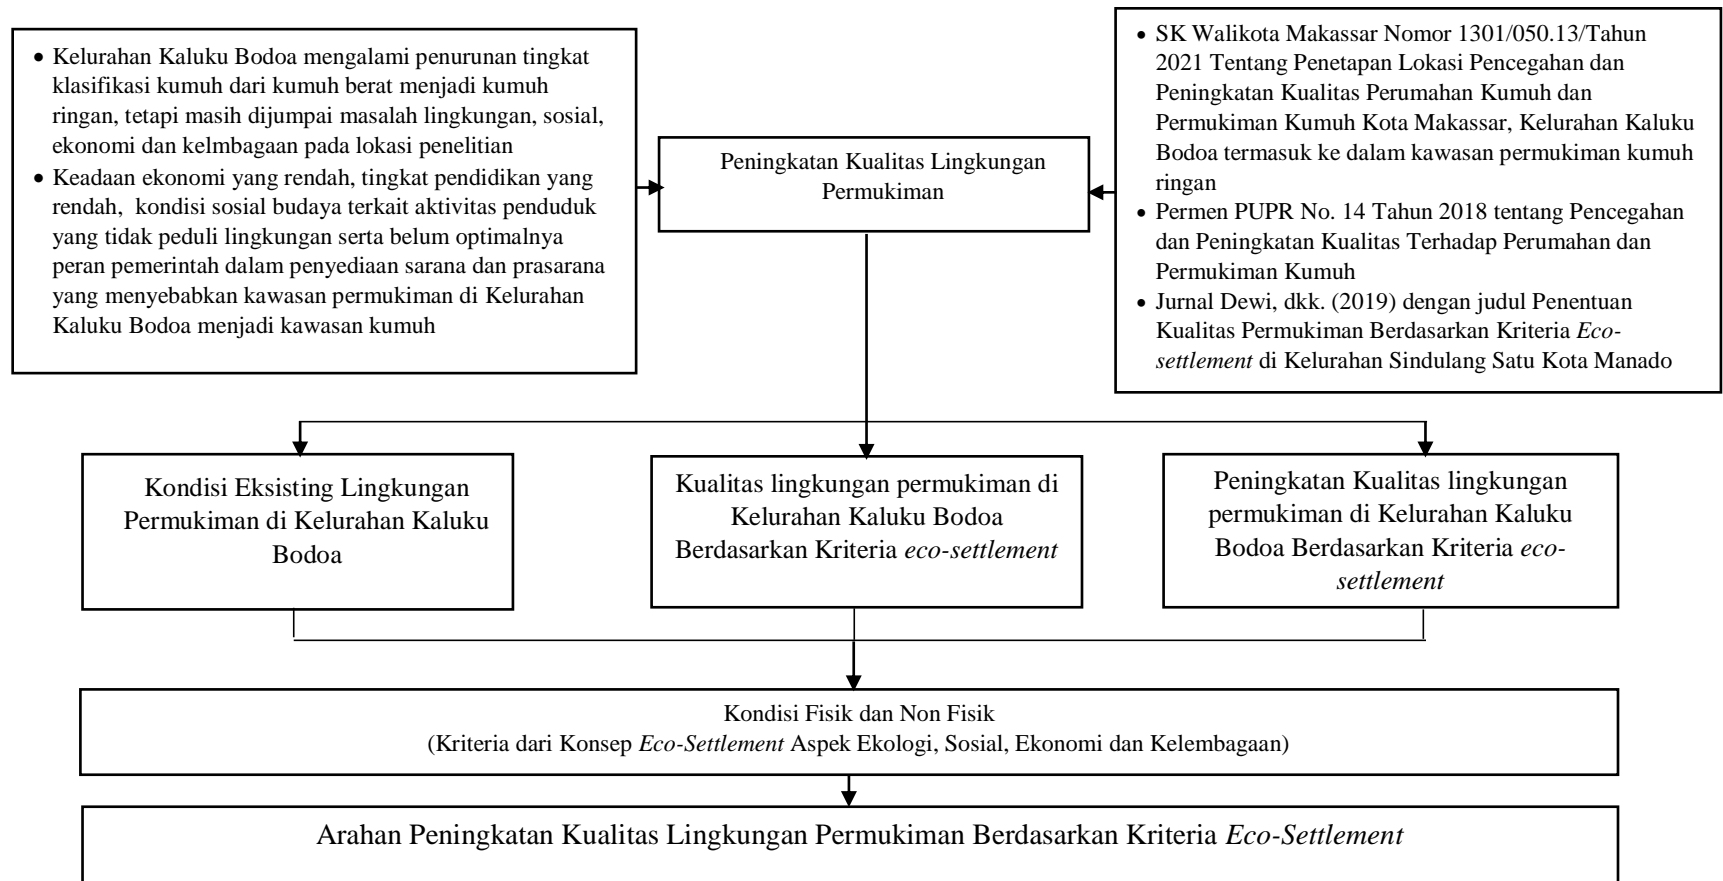 • Kelurahan Kaluku Bodoa mengalami penurunan tingkat
klasifikasi kumuh dari kumuh berat menjadi kumuh
ringan, tetapi masih dijumpai masalah lingkungan, sosial,
ekonomi dan kelmbagaan pada lokasi penelitian
• Keadaan ekonomi yang rendah, tingkat pendidikan yang
rendah, kondisi sosial budaya terkait aktivitas penduduk
yang tidak peduli lingkungan serta belum optimalnya
peran pemerintah dalam penyediaan sarana dan prasarana
yang menyebabkan kawasan permukiman di Kelurahan
Kaluku Bodoa menjadi kawasan kumuh
Peningkatan Kualitas Lingkungan
Permukiman
• SK Walikota Makassar Nomor 1301/050.13/Tahun
2021 Tentang Penetapan Lokasi Pencegahan dan
Peningkatan Kualitas Perumahan Kumuh dan
Permukiman Kumuh Kota Makassar, Kelurahan Kaluku
Bodoa termasuk ke dalam kawasan permukiman kumuh
ringan
• Permen PUPR No. 14 Tahun 2018 tentang Pencegahan
dan Peningkatan Kualitas Terhadap Perumahan dan
Permukiman Kumuh
• Jurnal Dewi, dkk. (2019) dengan judul Penentuan
Kualitas Permukiman Berdasarkan Kriteria Eco-
settlement di Kelurahan Sindulang Satu Kota Manado
Kondisi Eksisting Lingkungan
Permukiman di Kelurahan Kaluku
Bodoa
Kualitas lingkungan permukiman di
Kelurahan Kaluku Bodoa
Berdasarkan Kriteria eco-settlement
Peningkatan Kualitas lingkungan
permukiman di Kelurahan Kaluku
Bodoa Berdasarkan Kriteria eco-
settlement
Kondisi Fisik dan Non Fisik
(Kriteria dari Konsep Eco-Settlement Aspek Ekologi, Sosial, Ekonomi dan Kelembagaan)
Arahan Peningkatan Kualitas Lingkungan Permukiman Berdasarkan Kriteria Eco-Settlement